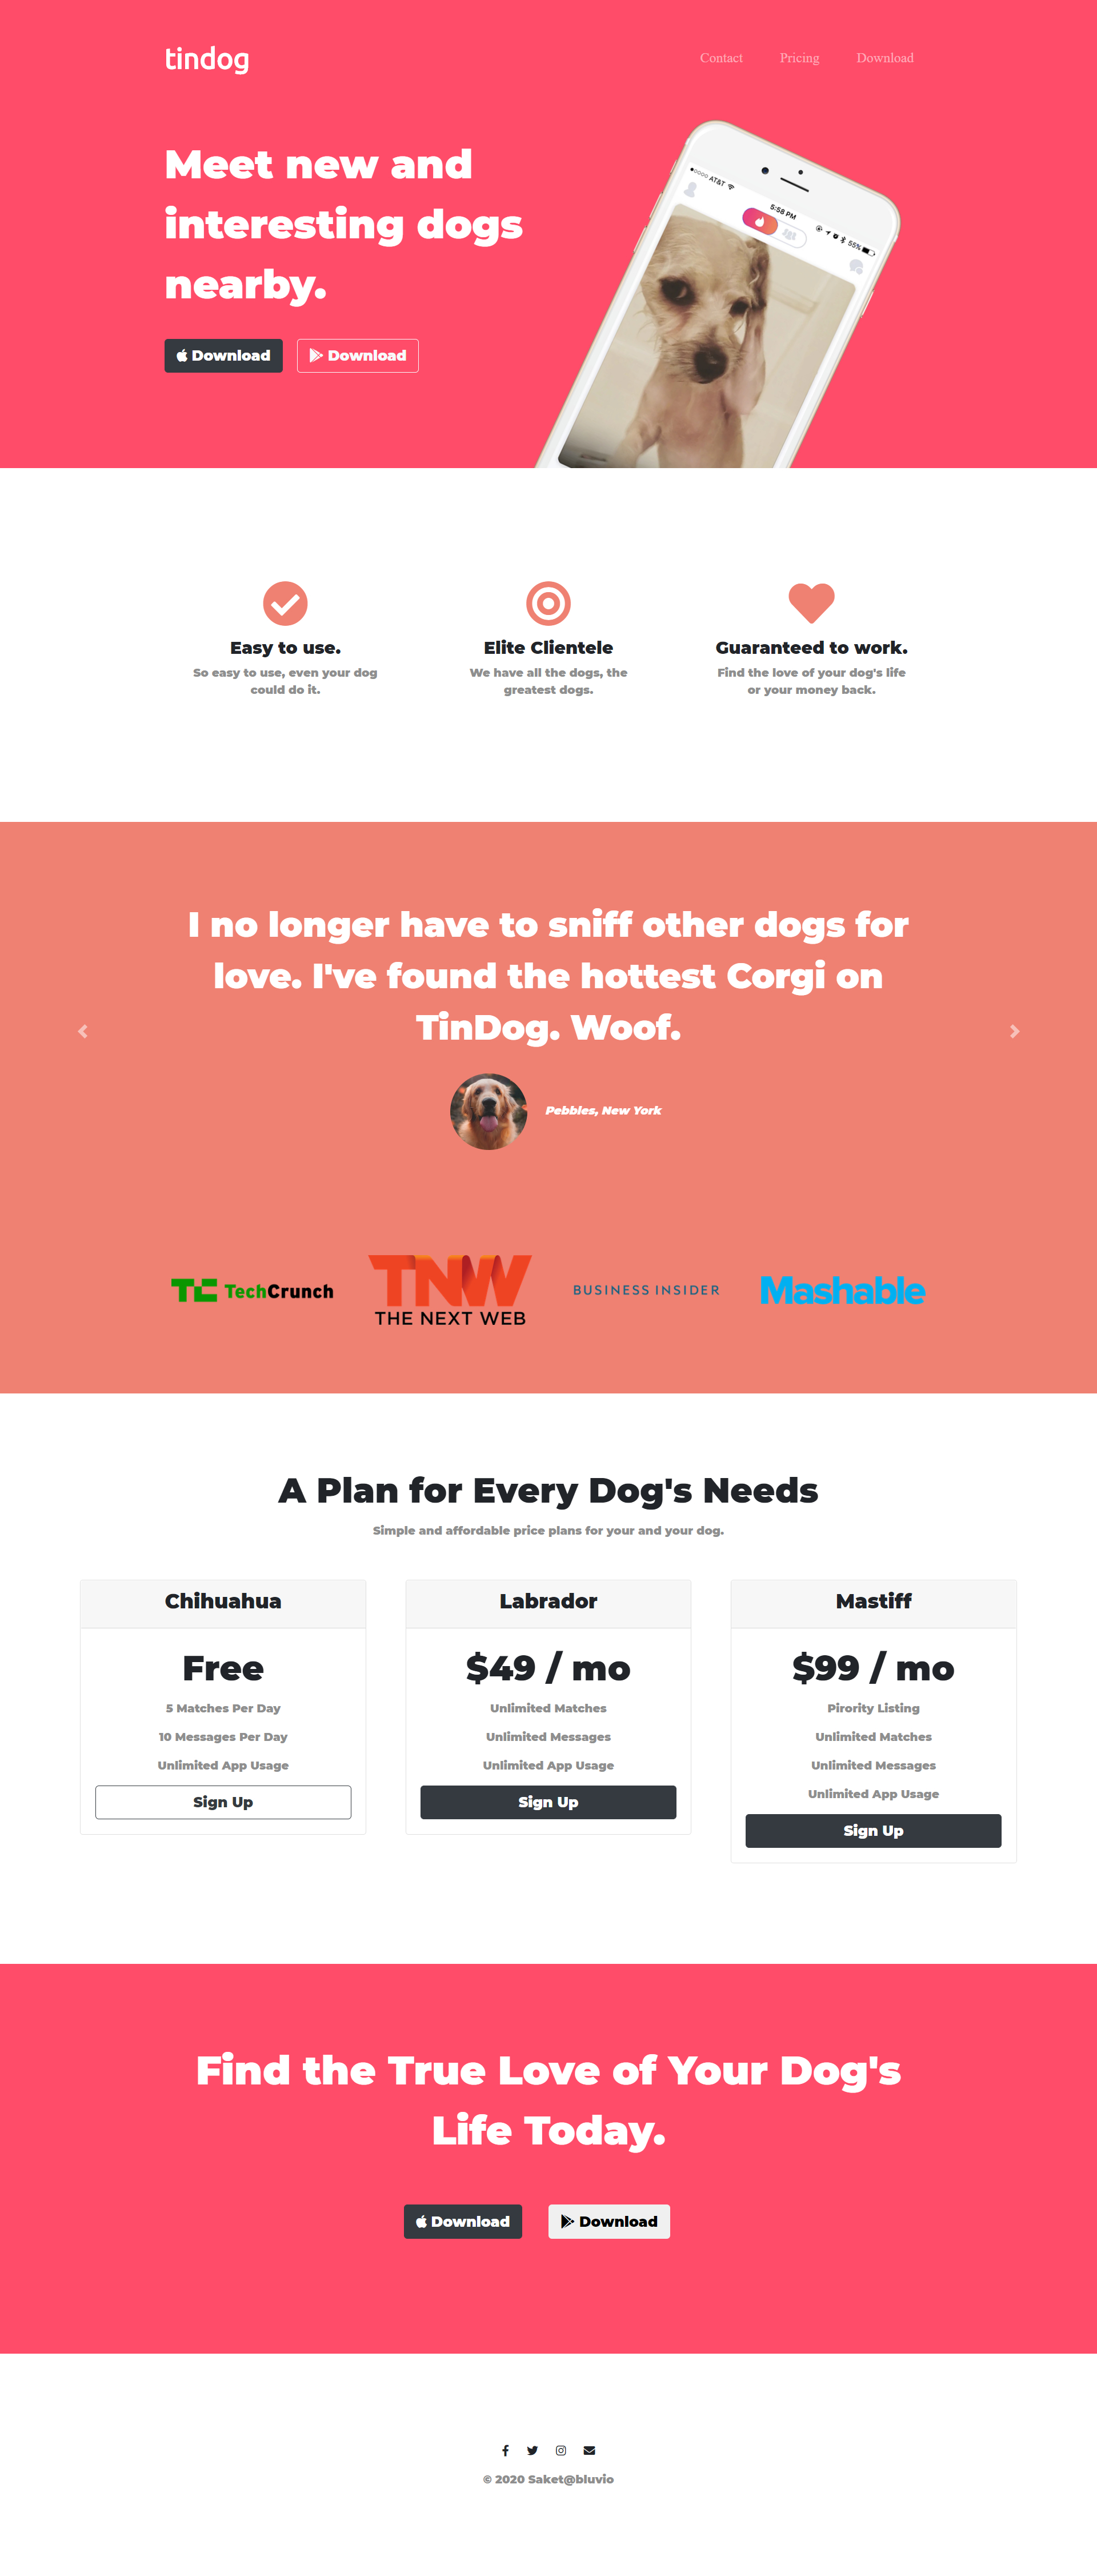 tindog
Contact Pricing Download
Meet new and
interesting dogs
nearby.
Download Download
AT&T
5:58 PM
55%
Easy to use.
So easy to use, even your dog
could do it.
Elite Clientele
We have all the dogs, the
greatest dogs.
Guaranteed to work.
Find the love of your dog's life
or your money back.
I no longer have to sniff other dogs for
love. I've found the hottest Corgi on
TinDog. Woof.
Pebbles, New York
TC TechCrunch
TNW
THE NEXT WEB
BUSINESS INSIDER
Mashable
A Plan for Every Dog's Needs
Simple and affordable price plans for your and your dog.
Chihuahua
Free
5 Matches Per Day
10 Messages Per Day
Unlimited App Usage
Sign Up
Labrador
$49 / mo
Unlimited Matches
Unlimited Messages
Unlimited App Usage
Sign Up
Mastiff
$99 / mo
Pirority Listing
Unlimited Matches
Unlimited Messages
Unlimited App Usage
Sign Up
Find the True Love of Your Dog's
Life Today.
Download Download
© 2020 Saket@bluvio